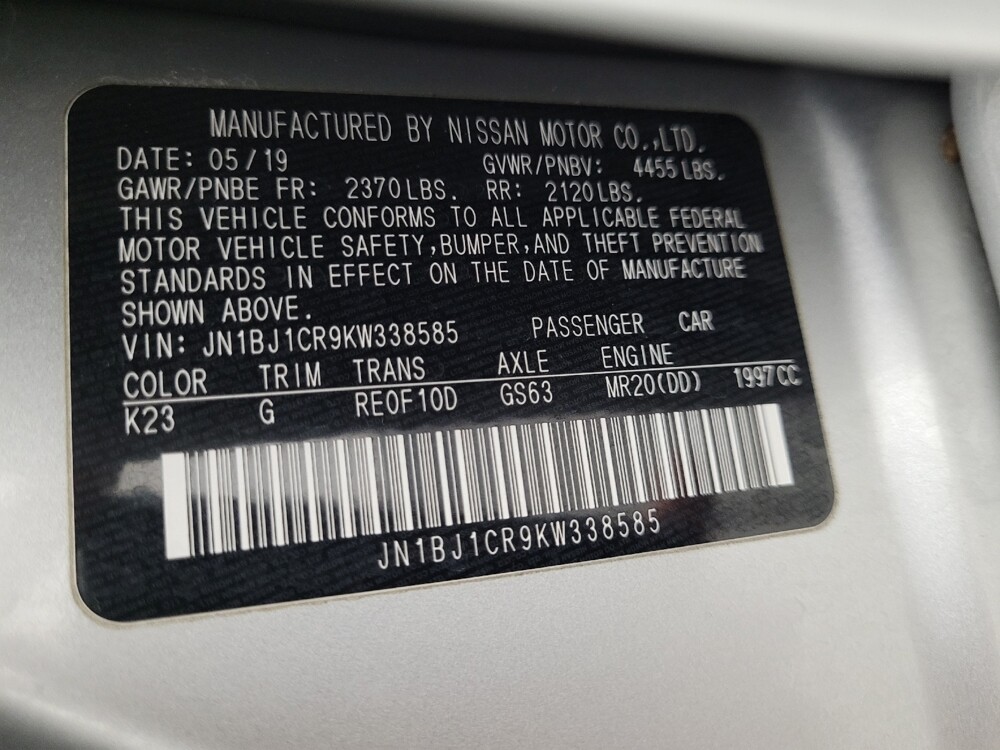 MANUFACTURED BY NISSAN MOTOR CO.,LTD.
DATE: 05/19 GVWR/PNBV: 4455 LBS.
GAWR/PNBE FR: 2370LBS. RR: 2120LBS.
THIS VEHICLE CONFORMS TO ALL APPLICABLE FEDERAL
MOTOR VEHICLE SAFETY,BUMPER,AND THEFT PREVENTION
STANDARDS IN EFFECT ON THE DATE OF MANUFACTURE
SHOWN ABOVE.
VIN: JN1BJ1CR9KW338585 PASSENGER CAR
COLOR TRIM TRANS AXLE ENGINE
K23 G RE0F10D GS63 MR20(DD) 1997CC
JN1BJ1CR9KW338585